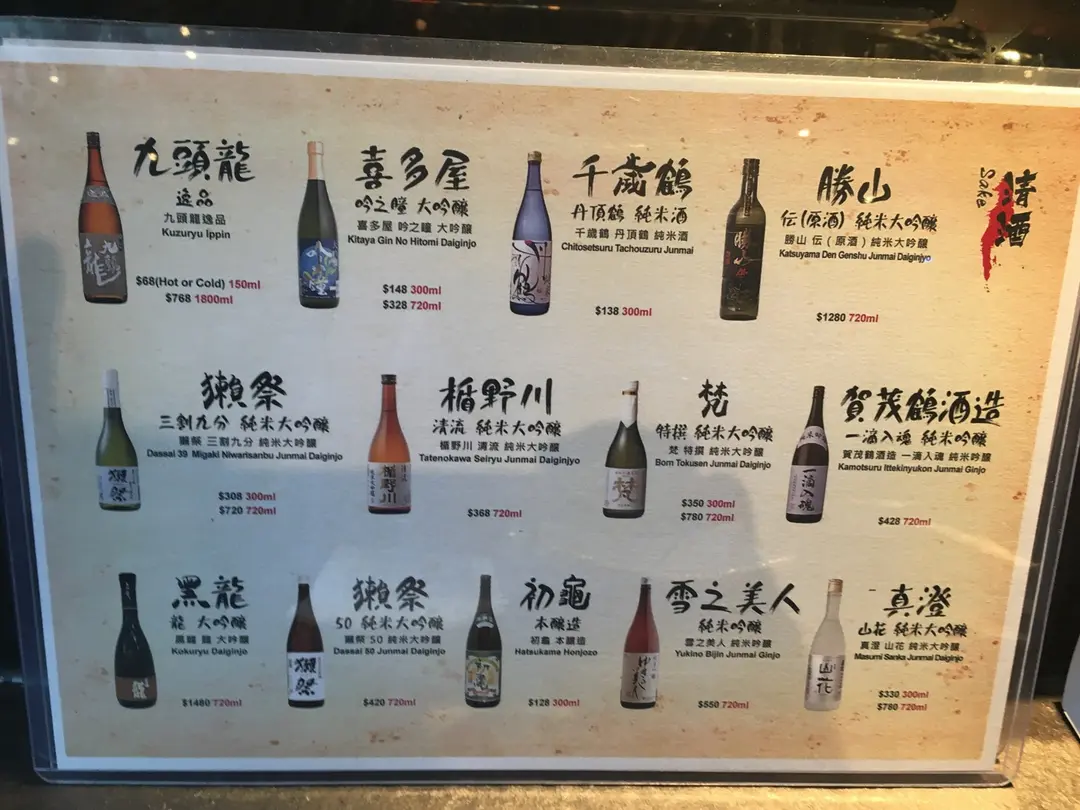 清酒
Sake
九頭龍
逸品
九頭龍逸品
Kuzuryu Ippin
$68(Hot or Cold) 150ml
$768 1800ml
喜多屋
吟之瞳 大吟釀
喜多屋 吟之瞳 大吟釀
Kitaya Gin No Hitomi Daiginjo
$148 300ml
$328 720ml
千歲鶴
丹頂鶴 純米酒
千歲鶴 丹頂鶴 純米酒
Chitosetsuru Tachouzuru Junmai
$138 300ml
勝山
伝(原酒) 純米大吟釀
勝山 伝(原酒)純米大吟釀
Katsuyama Den Genshu Junmai Daiginjyo
$1280 720ml
獺祭
三割九分 純米大吟釀
獺祭 三割九分 純米大吟釀
Dassai 39 Migaki Niwarisanbu Junmai Daiginjo
$308 300ml
$720 720ml
楯野川
清流 純米大吟釀
楯野川 清流 純米大吟釀
Tatenokawa Seiryu Junmai Daiginjyo
$368 720ml
梵
特撰 純米大吟釀
梵 特撰 純米大吟釀
Born Tokusen Junmai Daiginjo
$350 300ml
$780 720ml
賀茂鶴酒造
一滴入魂 純米吟釀
賀茂鶴酒造 一滴入魂 純米吟釀
Kamotsuru Ittekinyukon Junmai Ginjo
$428 720ml
黑龍
龍 大吟釀
黑龍 龍 大吟釀
Kokuryu Daiginjo
$1480 720ml
獺祭
50 純米大吟釀
獺祭 50 純米大吟釀
Dassai 50 Junmai Daiginjo
$420 720ml
初龜
本釀造
初龜 本釀造
Hatsukame Honjozo
$128 300ml
雪之美人
純米吟釀
雪之美人 純米吟釀
Yukino Bijin Junmai Ginjo
$550 720ml
真澄
山花 純米大吟釀
真澄 山花 純米大吟釀
Masumi Sanka Junmai Daiginjo
$330 300ml
$780 720ml